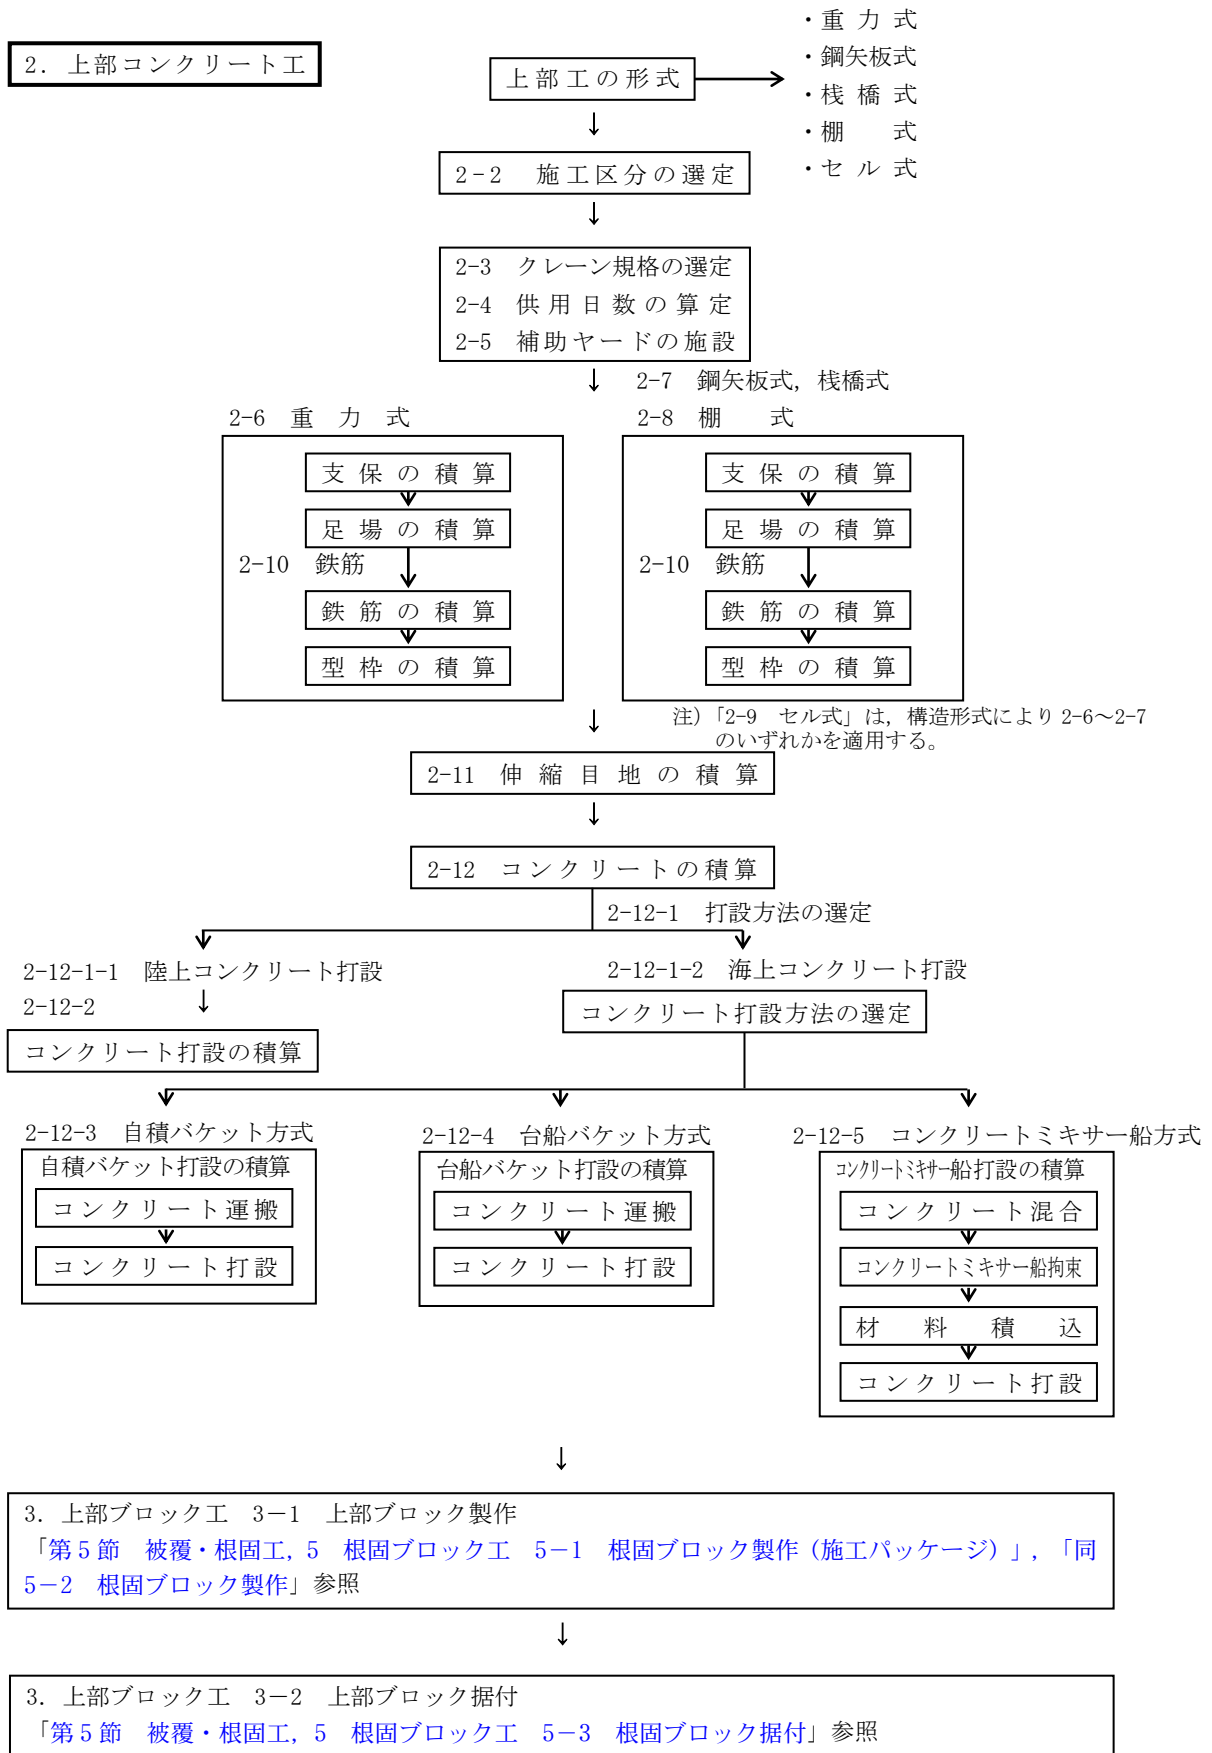 2. 上部コンクリート工
上部工の形式
・重 力 式
・鋼矢板式
・桟 橋 式
・棚　　式
・セ ル 式
↓
2-2　施工区分の選定
↓
2-3　クレーン規格の選定
2-4　供用日数の算定
2-5　補助ヤードの施設
↓
2-7　鋼矢板式，桟橋式
2-6　重　力　式
2-8　棚　　式
支保の積算
足場の積算
2-10　鉄筋
鉄筋の積算
型枠の積算
支保の積算
足場の積算
2-10　鉄筋
鉄筋の積算
型枠の積算
注）「2-9　セル式」は，構造形式により 2-6～2-7
のいずれかを適用する。
↓
2-11　伸縮目地の積算
↓
2-12　コンクリートの積算
2-12-1　打設方法の選定
2-12-1-1　陸上コンクリート打設
2-12-2　↓
コンクリート打設の積算
2-12-1-2　海上コンクリート打設
コンクリート打設方法の選定
2-12-3　自積バケット方式
自積バケット打設の積算
コンクリート運搬
コンクリート打設
2-12-4　台船バケット方式
台船バケット打設の積算
コンクリート運搬
コンクリート打設
2-12-5　コンクリートミキサー船方式
コンクリートミキサー船打設の積算
コンクリート混合
コンクリートミキサー船拘束
材　料　積　込
コンクリート打設
↓
3. 上部ブロック工　3－1　上部ブロック製作
「第５節　被覆・根固工，5　根固ブロック工　5－1　根固ブロック製作（施工パッケージ）」，「同
5－2　根固ブロック製作」参照
↓
3. 上部ブロック工　3－2　上部ブロック据付
「第５節　被覆・根固工，5　根固ブロック工　5－3　根固ブロック据付」参照